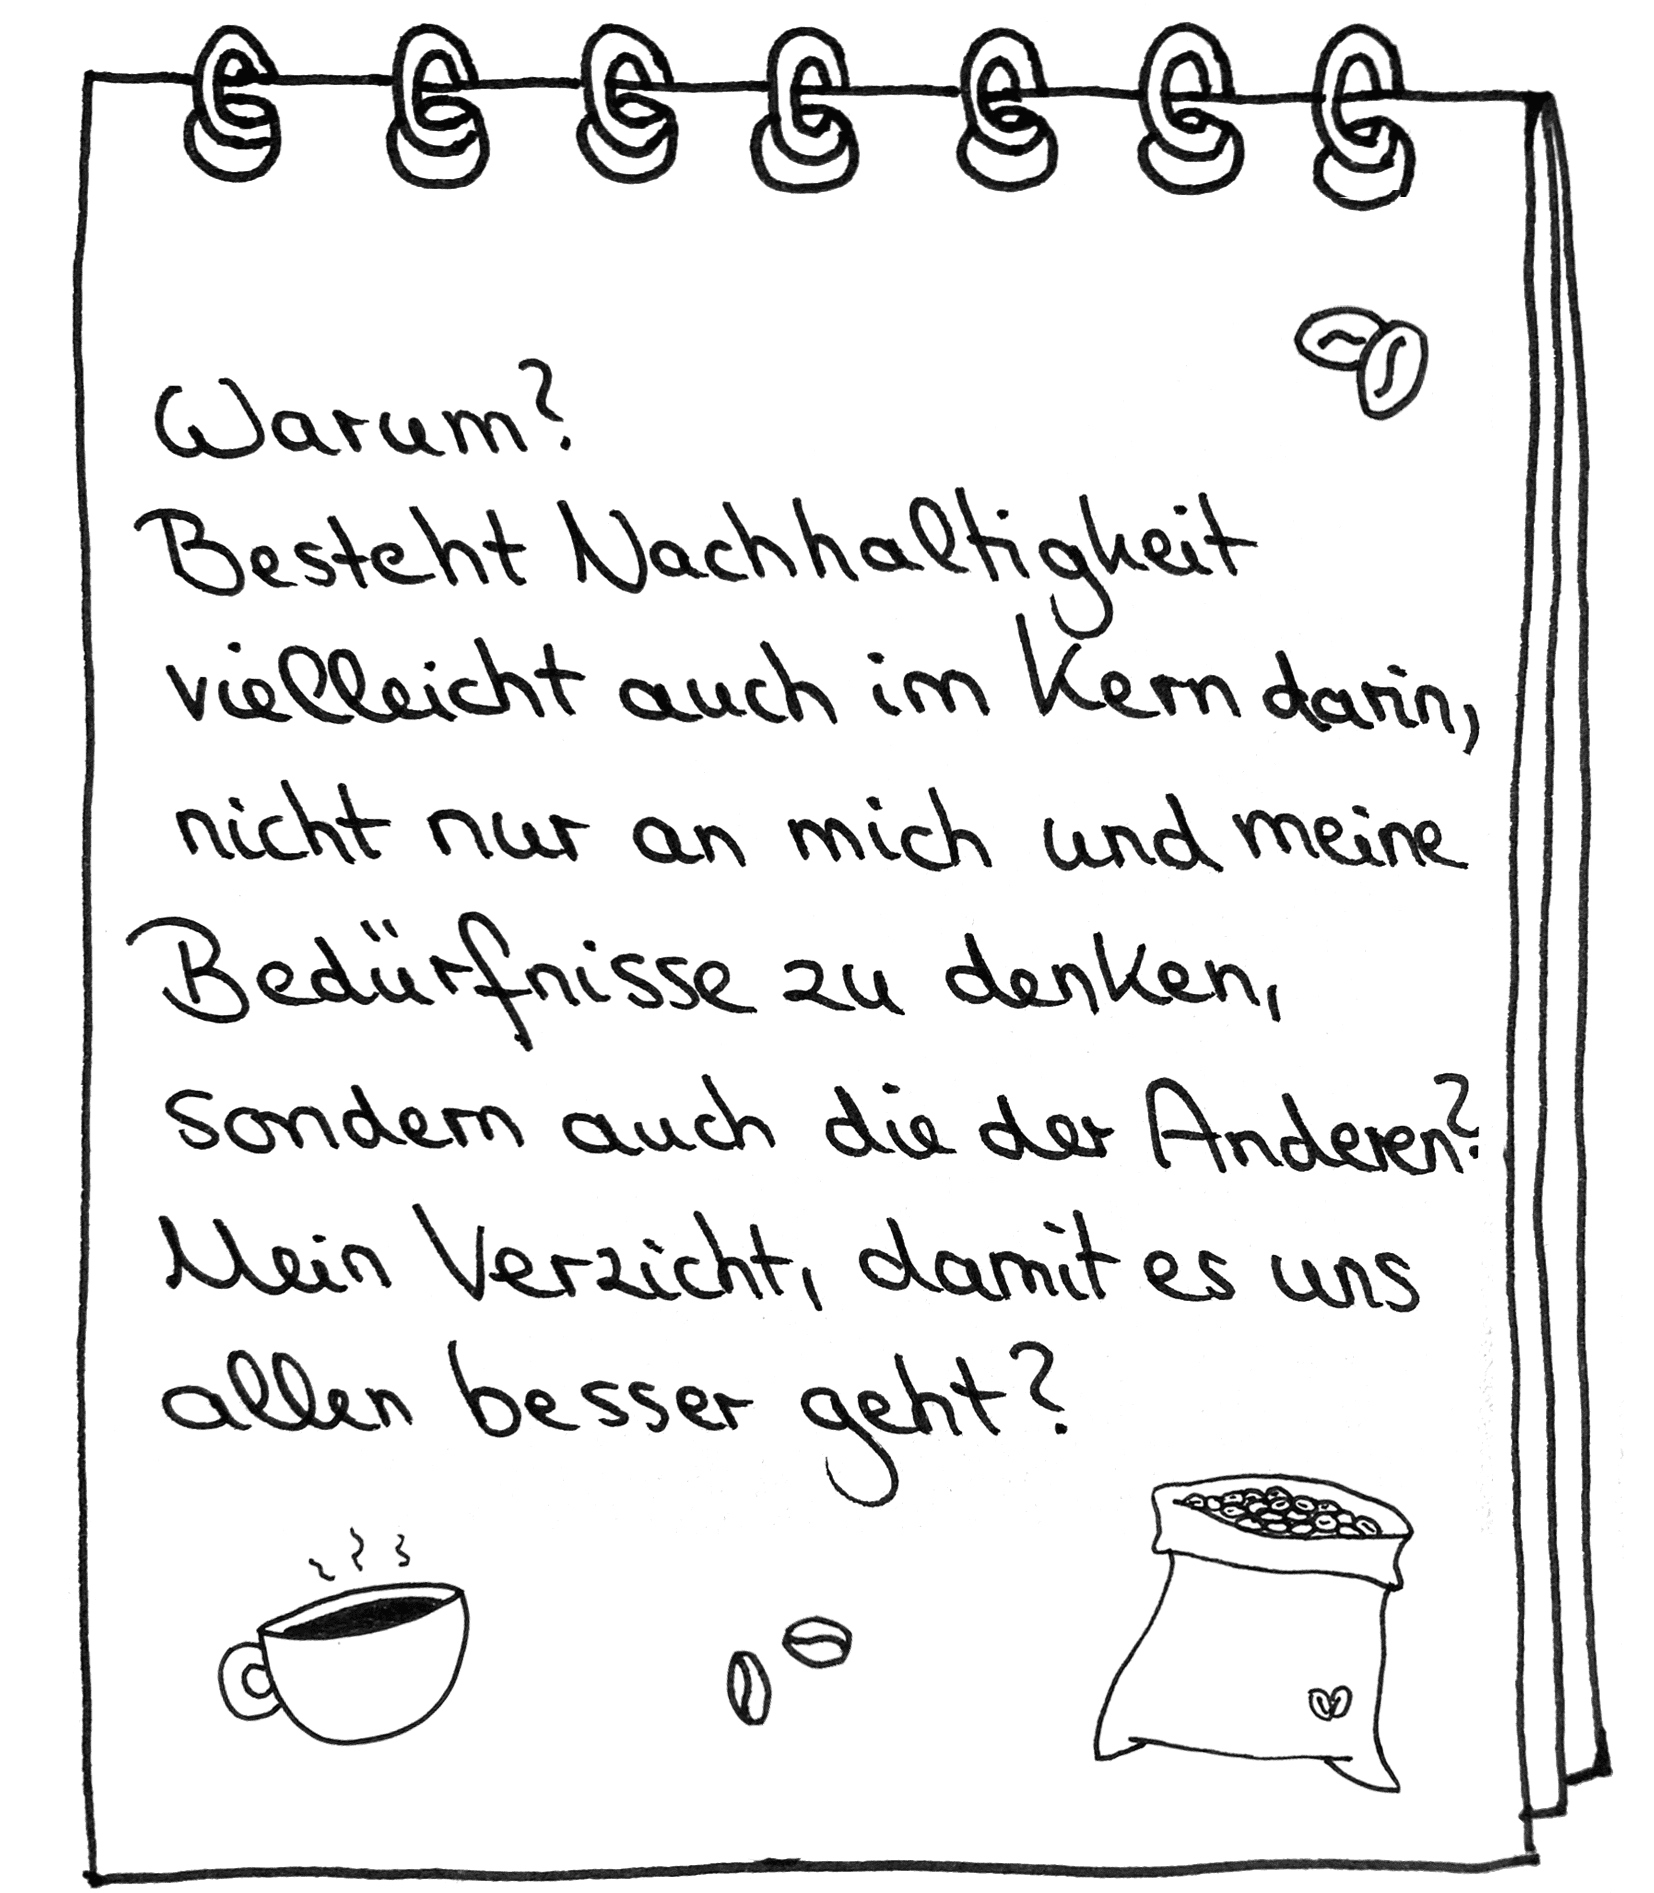 Warum?
Besteht Nachhaltigkeit
vielleicht auch im Kern darin,
nicht nur an mich und meine
Bedürfnisse zu denken,
sondern auch die der Anderen?
Mein Verzicht, damit es uns
allen besser geht?